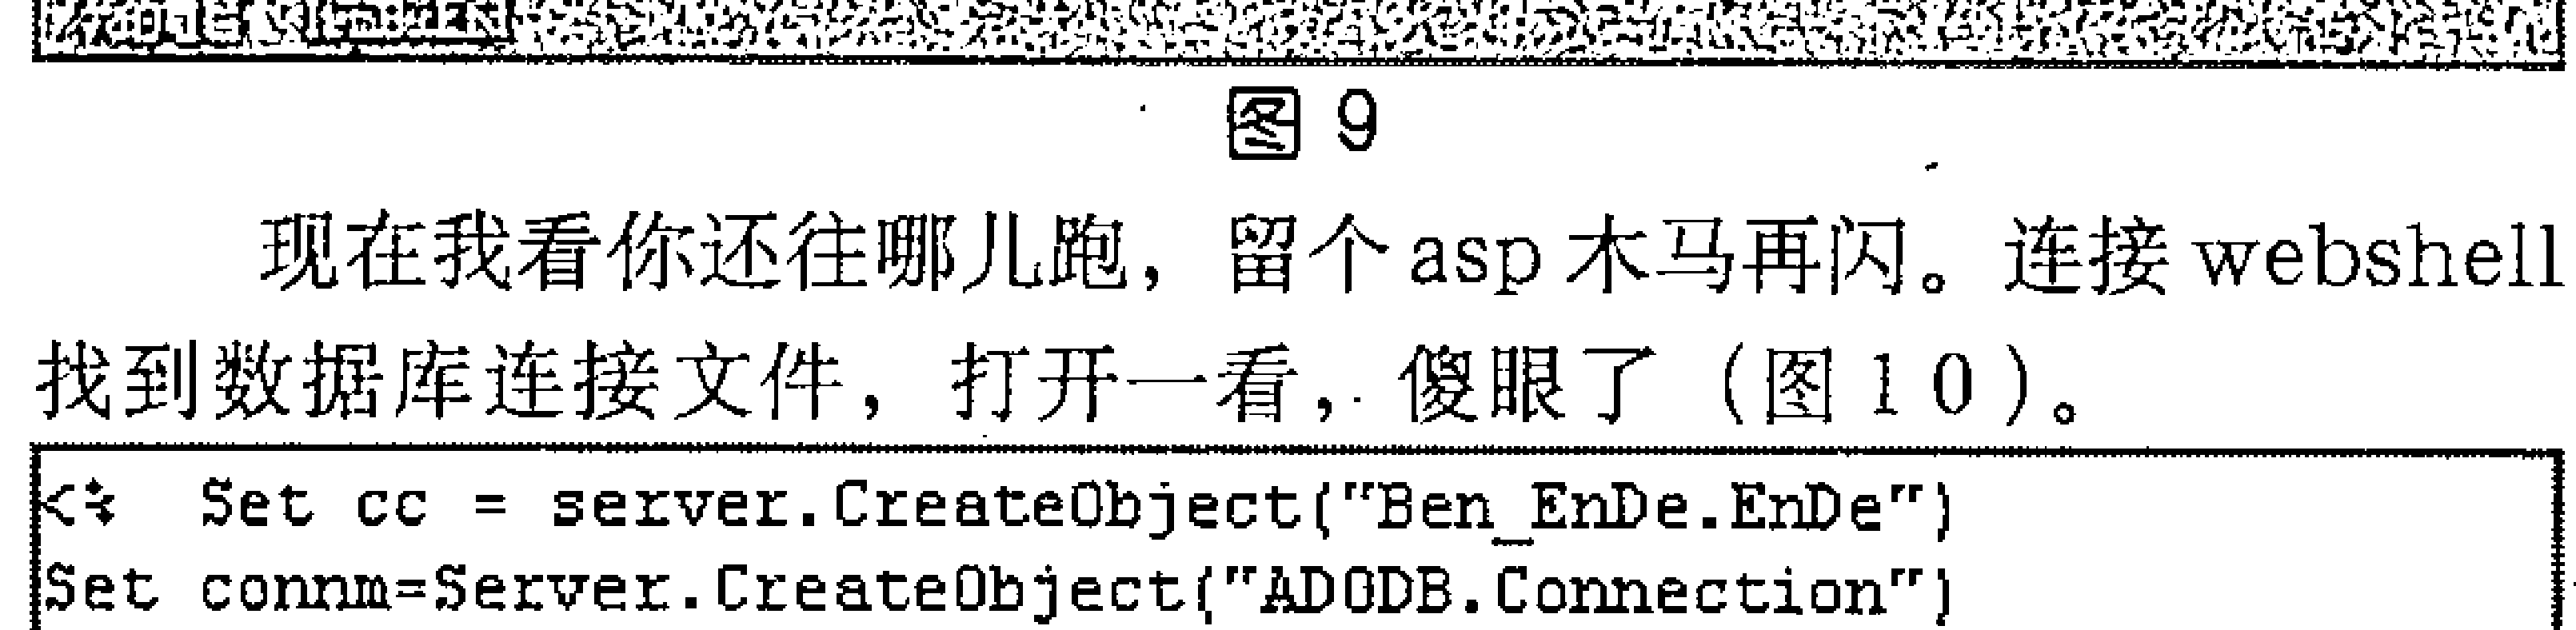 图 9
现在我看你还往哪儿跑，留个asp木马再闪。连接webshell
找到数据库连接文件，打开一看，傻眼了（图10）。
<%  Set cc = server.CreateObject("Ben_EnDe.EnDe")
Set connm=Server.CreateObject("ADODB.Connection")